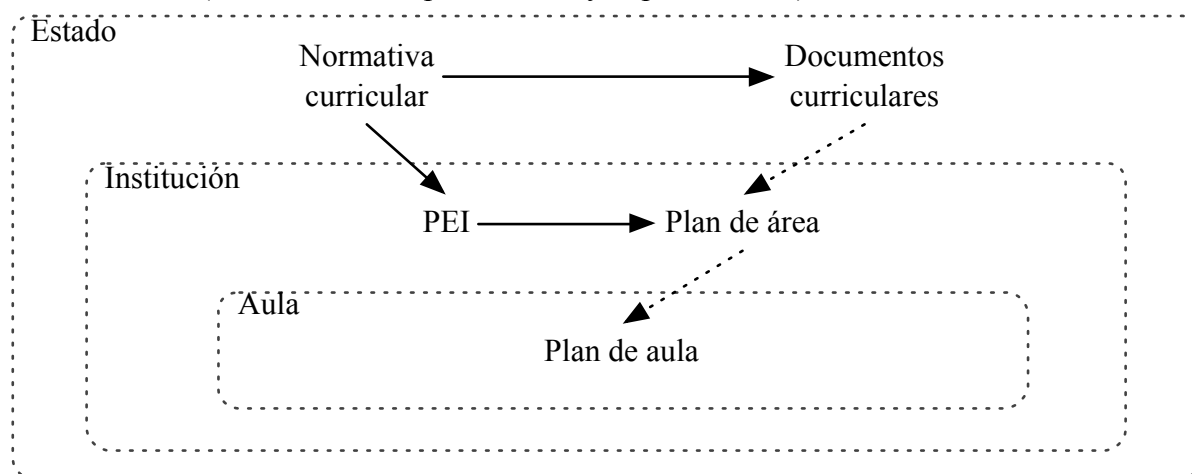 Estado
Normativa
curricular
Documentos
curriculares
Institución
PEI
Plan de área
Aula
Plan de aula